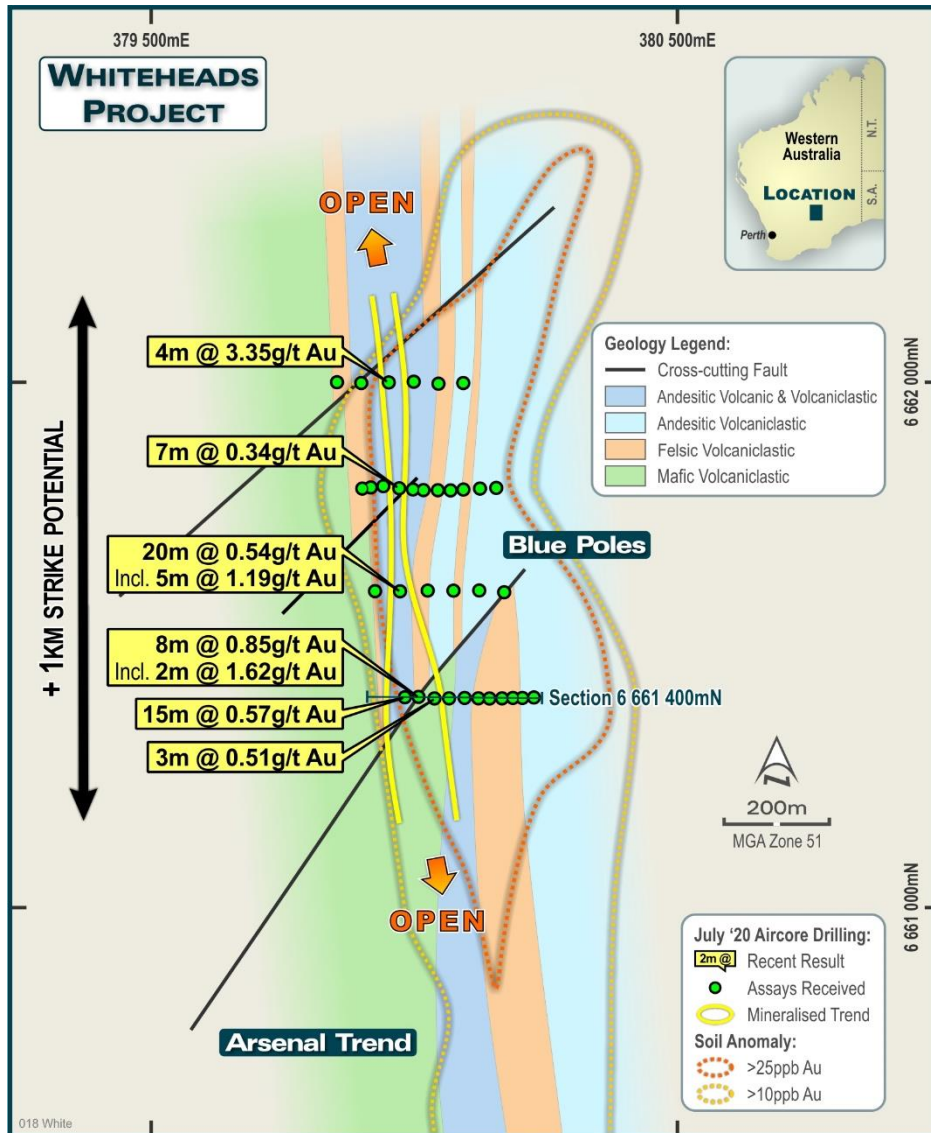 379 500mE
380 500mE
WHITEHEADS
PROJECT
Western
Australia
N.T.
S.A.
LOCATION
Perth
OPEN
6 662 000mN
Geology Legend:
Cross-cutting Fault
Andesitic Volcanic & Volcaniclastic
Andesitic Volcaniclastic
Felsic Volcaniclastic
Mafic Volcaniclastic
+ 1KM STRIKE POTENTIAL
4m @ 3.35g/t Au
7m @ 0.34g/t Au
20m @ 0.54g/t Au
Incl. 5m @ 1.19g/t Au
8m @ 0.85g/t Au
Incl. 2m @ 1.62g/t Au
15m @ 0.57g/t Au
3m @ 0.51g/t Au
Blue Poles
Section 6 661 400mN
N
200m
MGA Zone 51
OPEN
6 661 000mN
Arsenal Trend
July ‘20 Aircore Drilling:
2m @ Recent Result
Assays Received
Mineralised Trend
Soil Anomaly:
>25ppb Au
>10ppb Au
018 White